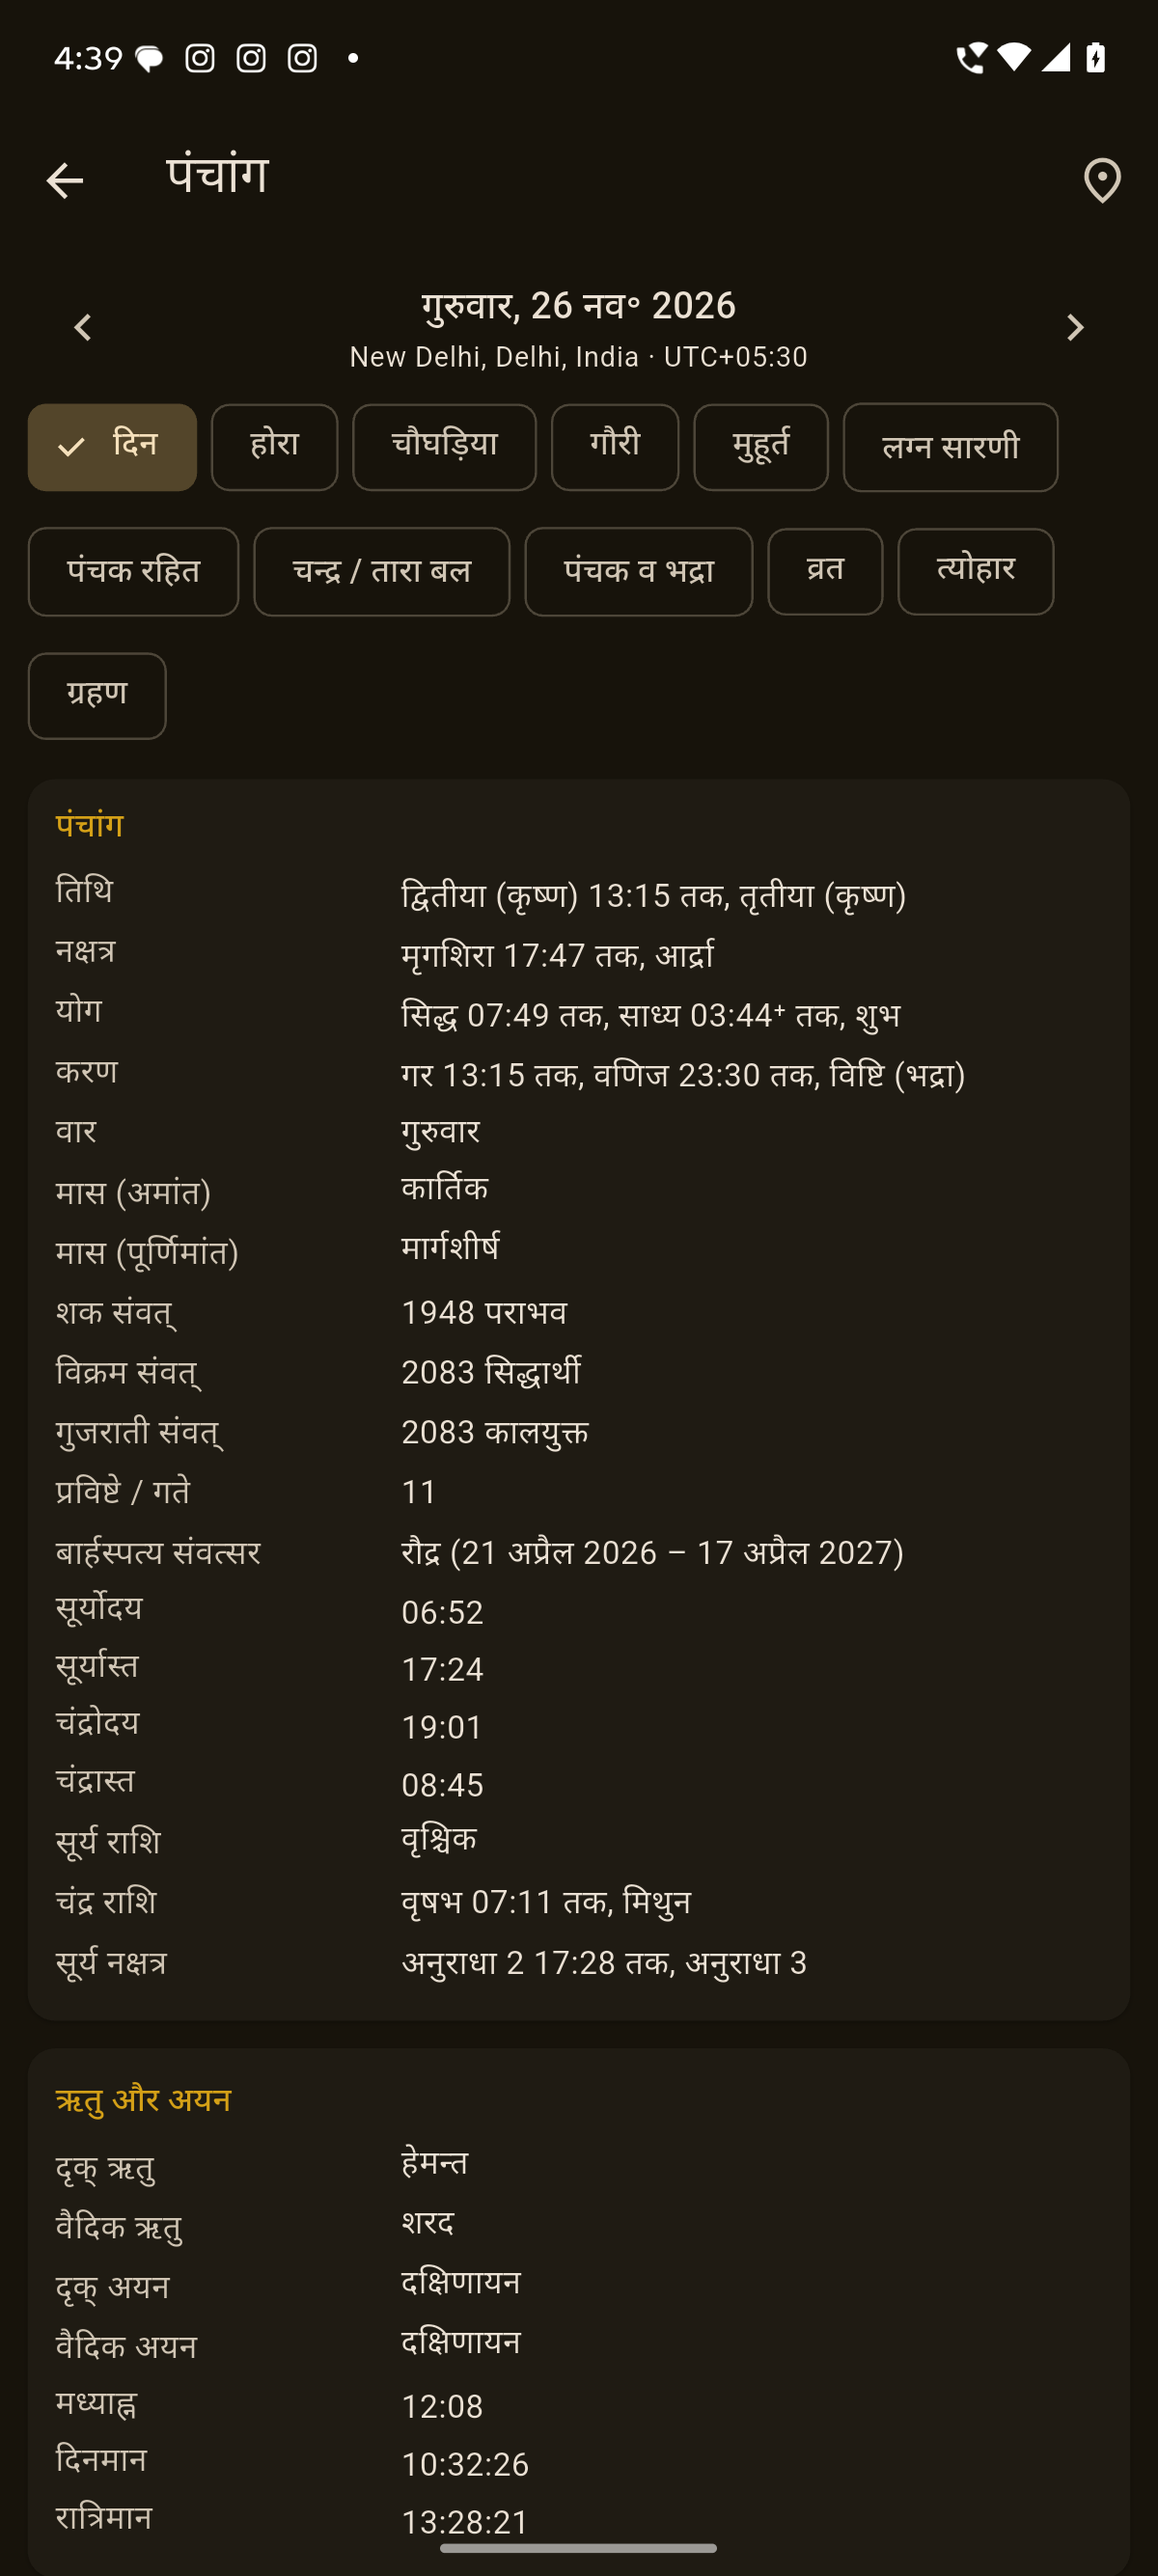 4:39
पंचांग
गुरुवार, 26 नव॰ 2026
New Delhi, Delhi, India · UTC+05:30
दिन होरा चौघड़िया गौरी मुहूर्त लग्न सारणी
पंचक रहित चन्द्र / तारा बल पंचक व भद्रा व्रत त्योहार
ग्रहण
पंचांग
तिथि द्वितीया (कृष्ण) 13:15 तक, तृतीया (कृष्ण)
नक्षत्र मृगशिरा 17:47 तक, आर्द्रा
योग सिद्ध 07:49 तक, साध्य 03:44⁺ तक, शुभ
करण गर 13:15 तक, वणिज 23:30 तक, विष्टि (भद्रा)
वार गुरुवार
मास (अमांत) कार्तिक
मास (पूर्णिमांत) मार्गशीर्ष
शक संवत् 1948 पराभव
विक्रम संवत् 2083 सिद्धार्थी
गुजराती संवत् 2083 कालयुक्त
प्रविष्टे / गते 11
बार्हस्पत्य संवत्सर रौद्र (21 अप्रैल 2026 – 17 अप्रैल 2027)
सूर्योदय 06:52
सूर्यास्त 17:24
चंद्रोदय 19:01
चंद्रास्त 08:45
सूर्य राशि वृश्चिक
चंद्र राशि वृषभ 07:11 तक, मिथुन
सूर्य नक्षत्र अनुराधा 2 17:28 तक, अनुराधा 3
ऋतु और अयन
दृक् ऋतु हेमन्त
वैदिक ऋतु शरद
दृक् अयन दक्षिणायन
वैदिक अयन दक्षिणायन
मध्याह्न 12:08
दिनमान 10:32:26
रात्रिमान 13:28:21